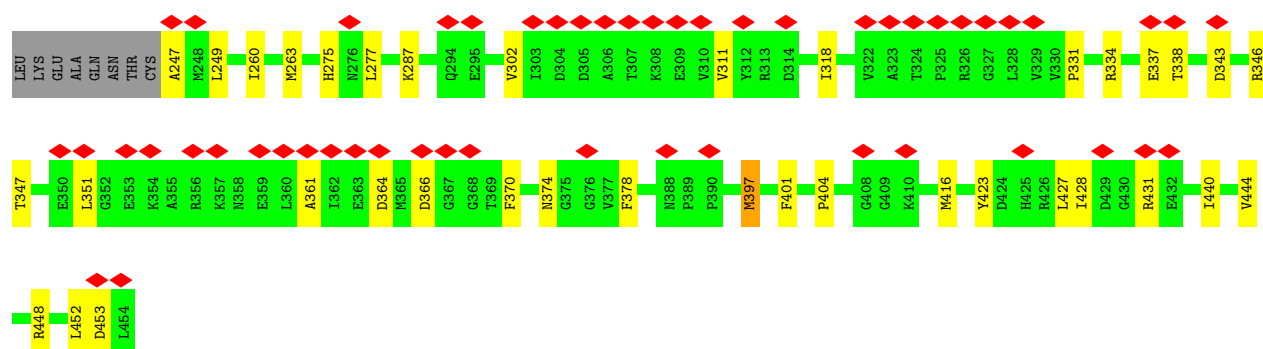 LEU LYS GLU ALA GLN ASN THR CYS A247 M248 L249 I260 M263 H275 N276 L277 K287 Q294 E295 V302 I303 D304 D305 A306 T307 K308 E309 V310 V311 Y312 R313 D314 I318 V322 A323 T324 P325 R326 G327 L328 V329 V330 P331 R334 E337 T338 D343 R346
T347 E350 L351 G352 E353 K354 A355 R356 K357 N358 E359 L360 A361 I362 E363 D364 M365 D366 G367 G368 T369 F370 N374 G375 G376 V377 F378 N388 P389 P390 M397 F401 P404 G408 G409 K410 M416 Y423 D424 H425 R426 L427 I428 D429 G430 R431 E432 I440 V444
R448 L452 D453 L454